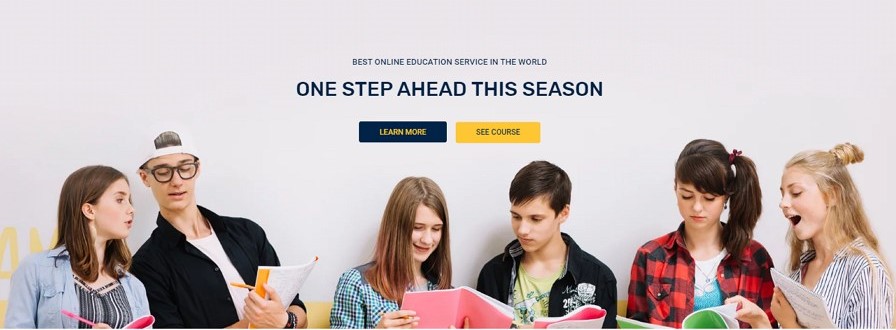 BEST ONLINE EDUCATION SERVICE IN THE WORLD
ONE STEP AHEAD THIS SEASON
LEARN MORE
SEE COURSE